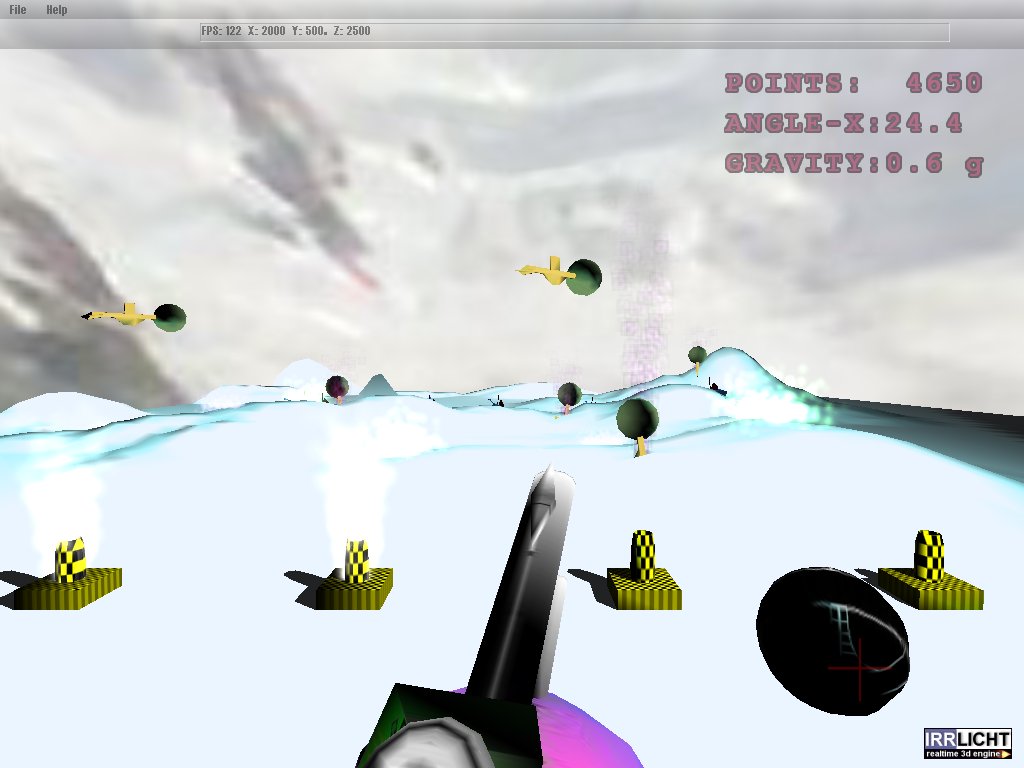 File Help
FPS: 122 X: 2000 Y: 500. Z: 2500
POINTS: 4650
ANGLE-X:24.4
GRAVITY:0.6 g
IRRLICHT
realtime 3d engine